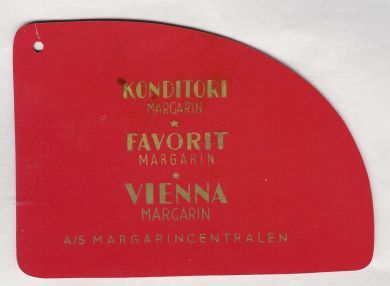 KONDITORI
MARGARIN
★
FAVORIT
MARGARIN
★
VIENNA
MARGARIN
A/S MARGARINCENTRALEN